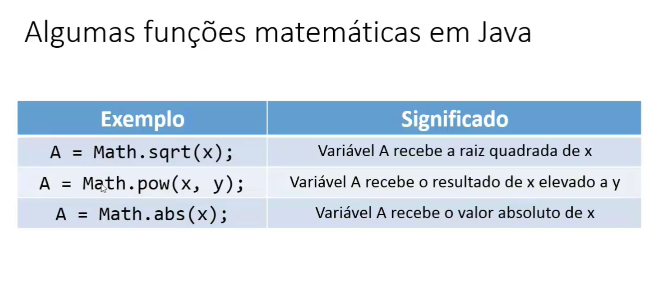 Algumas funções matemáticas em Java
Exemplo Significado
A = Math.sqrt(x); Variável A recebe a raiz quadrada de x
A = Math.pow(x, y); Variável A recebe o resultado de x elevado a y
A = Math.abs(x); Variável A recebe o valor absoluto de x